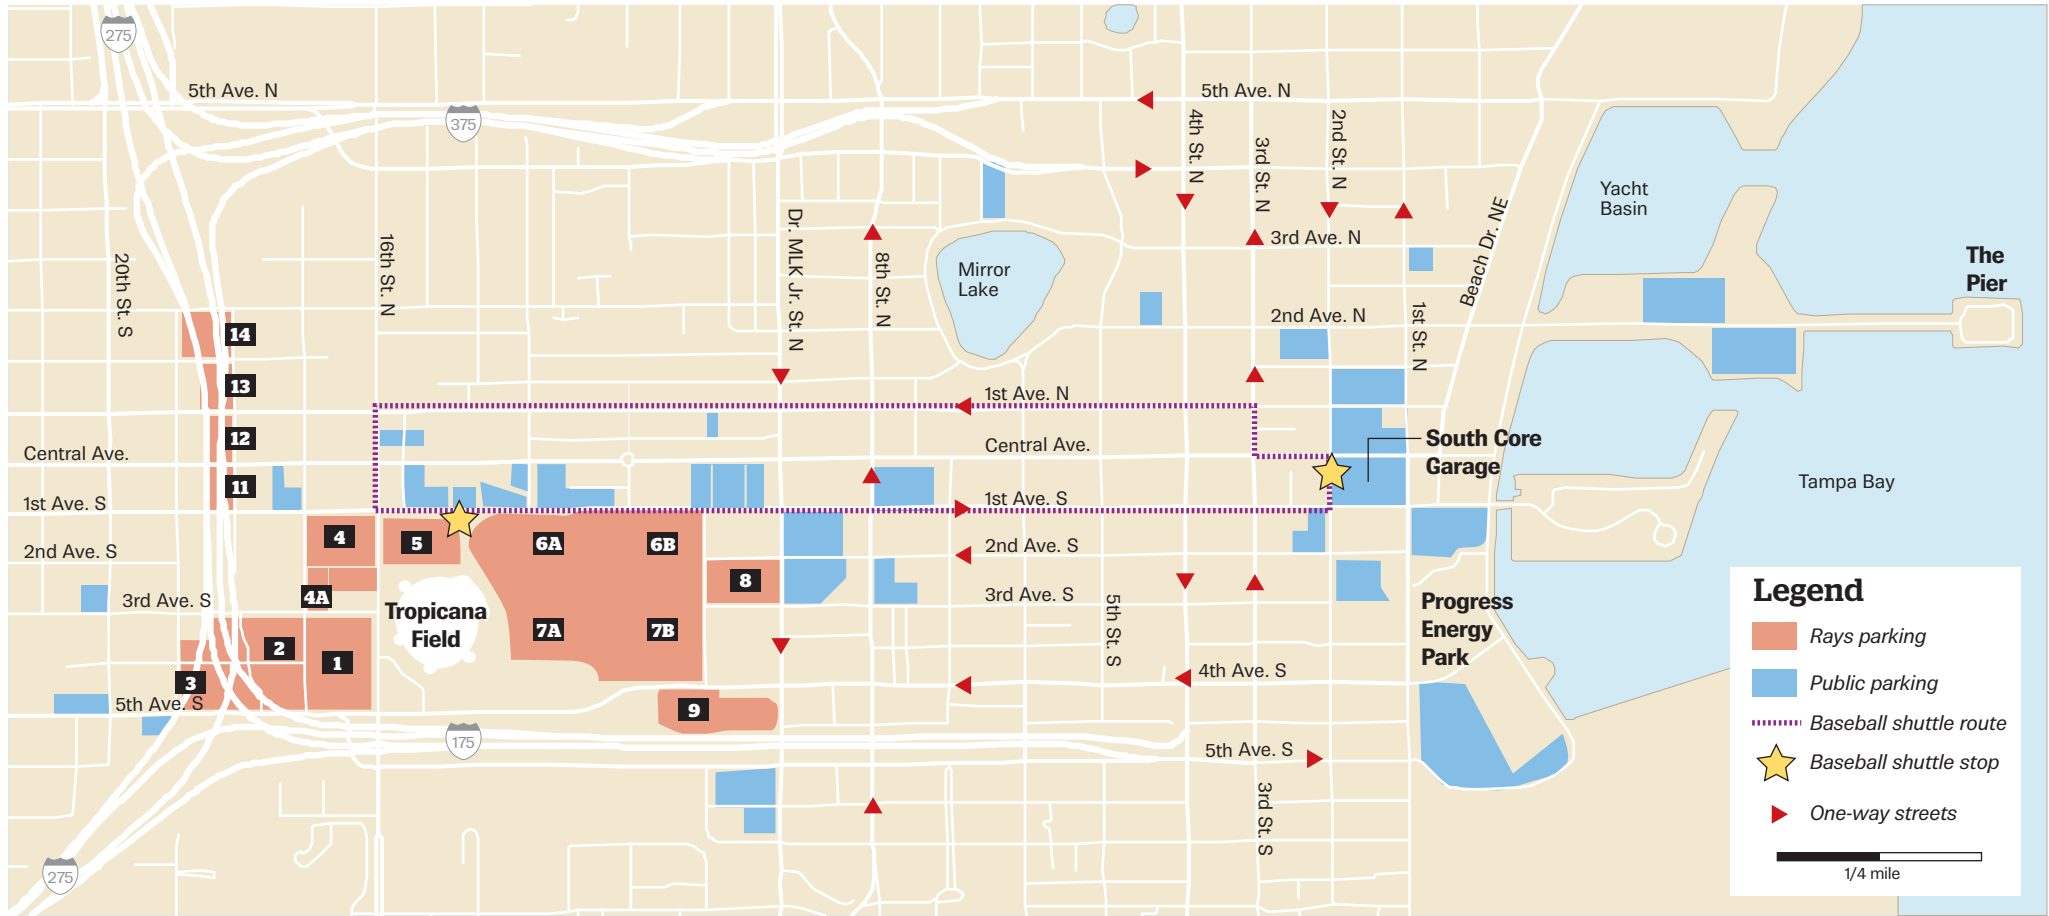 275
5th Ave. N
375
5th Ave. N
4th St. N
3rd St. N
2nd St. N
Yacht
Basin
Beach Dr. NE
20th St. S
16th St. N
Dr. MLK Jr. St. N
8th St. N
Mirror
Lake
3rd Ave. N
The
Pier
2nd Ave. N
1st St. N
14
13
12
11
1st Ave. N
Central Ave.
Central Ave.
South Core
Garage
Tampa Bay
1st Ave. S
1st Ave. S
2nd Ave. S
2nd Ave. S
4
5
6A
6B
8
4A
3rd Ave. S
3rd Ave. S
Tropicana
Field
7A
7B
5th St. S
Progress
Energy
Park
2
1
3
4th Ave. S
5th Ave. S
9
175
5th Ave. S
3rd St. S
275
Legend
Rays parking
Public parking
Baseball shuttle route
Baseball shuttle stop
One-way streets
1/4 mile